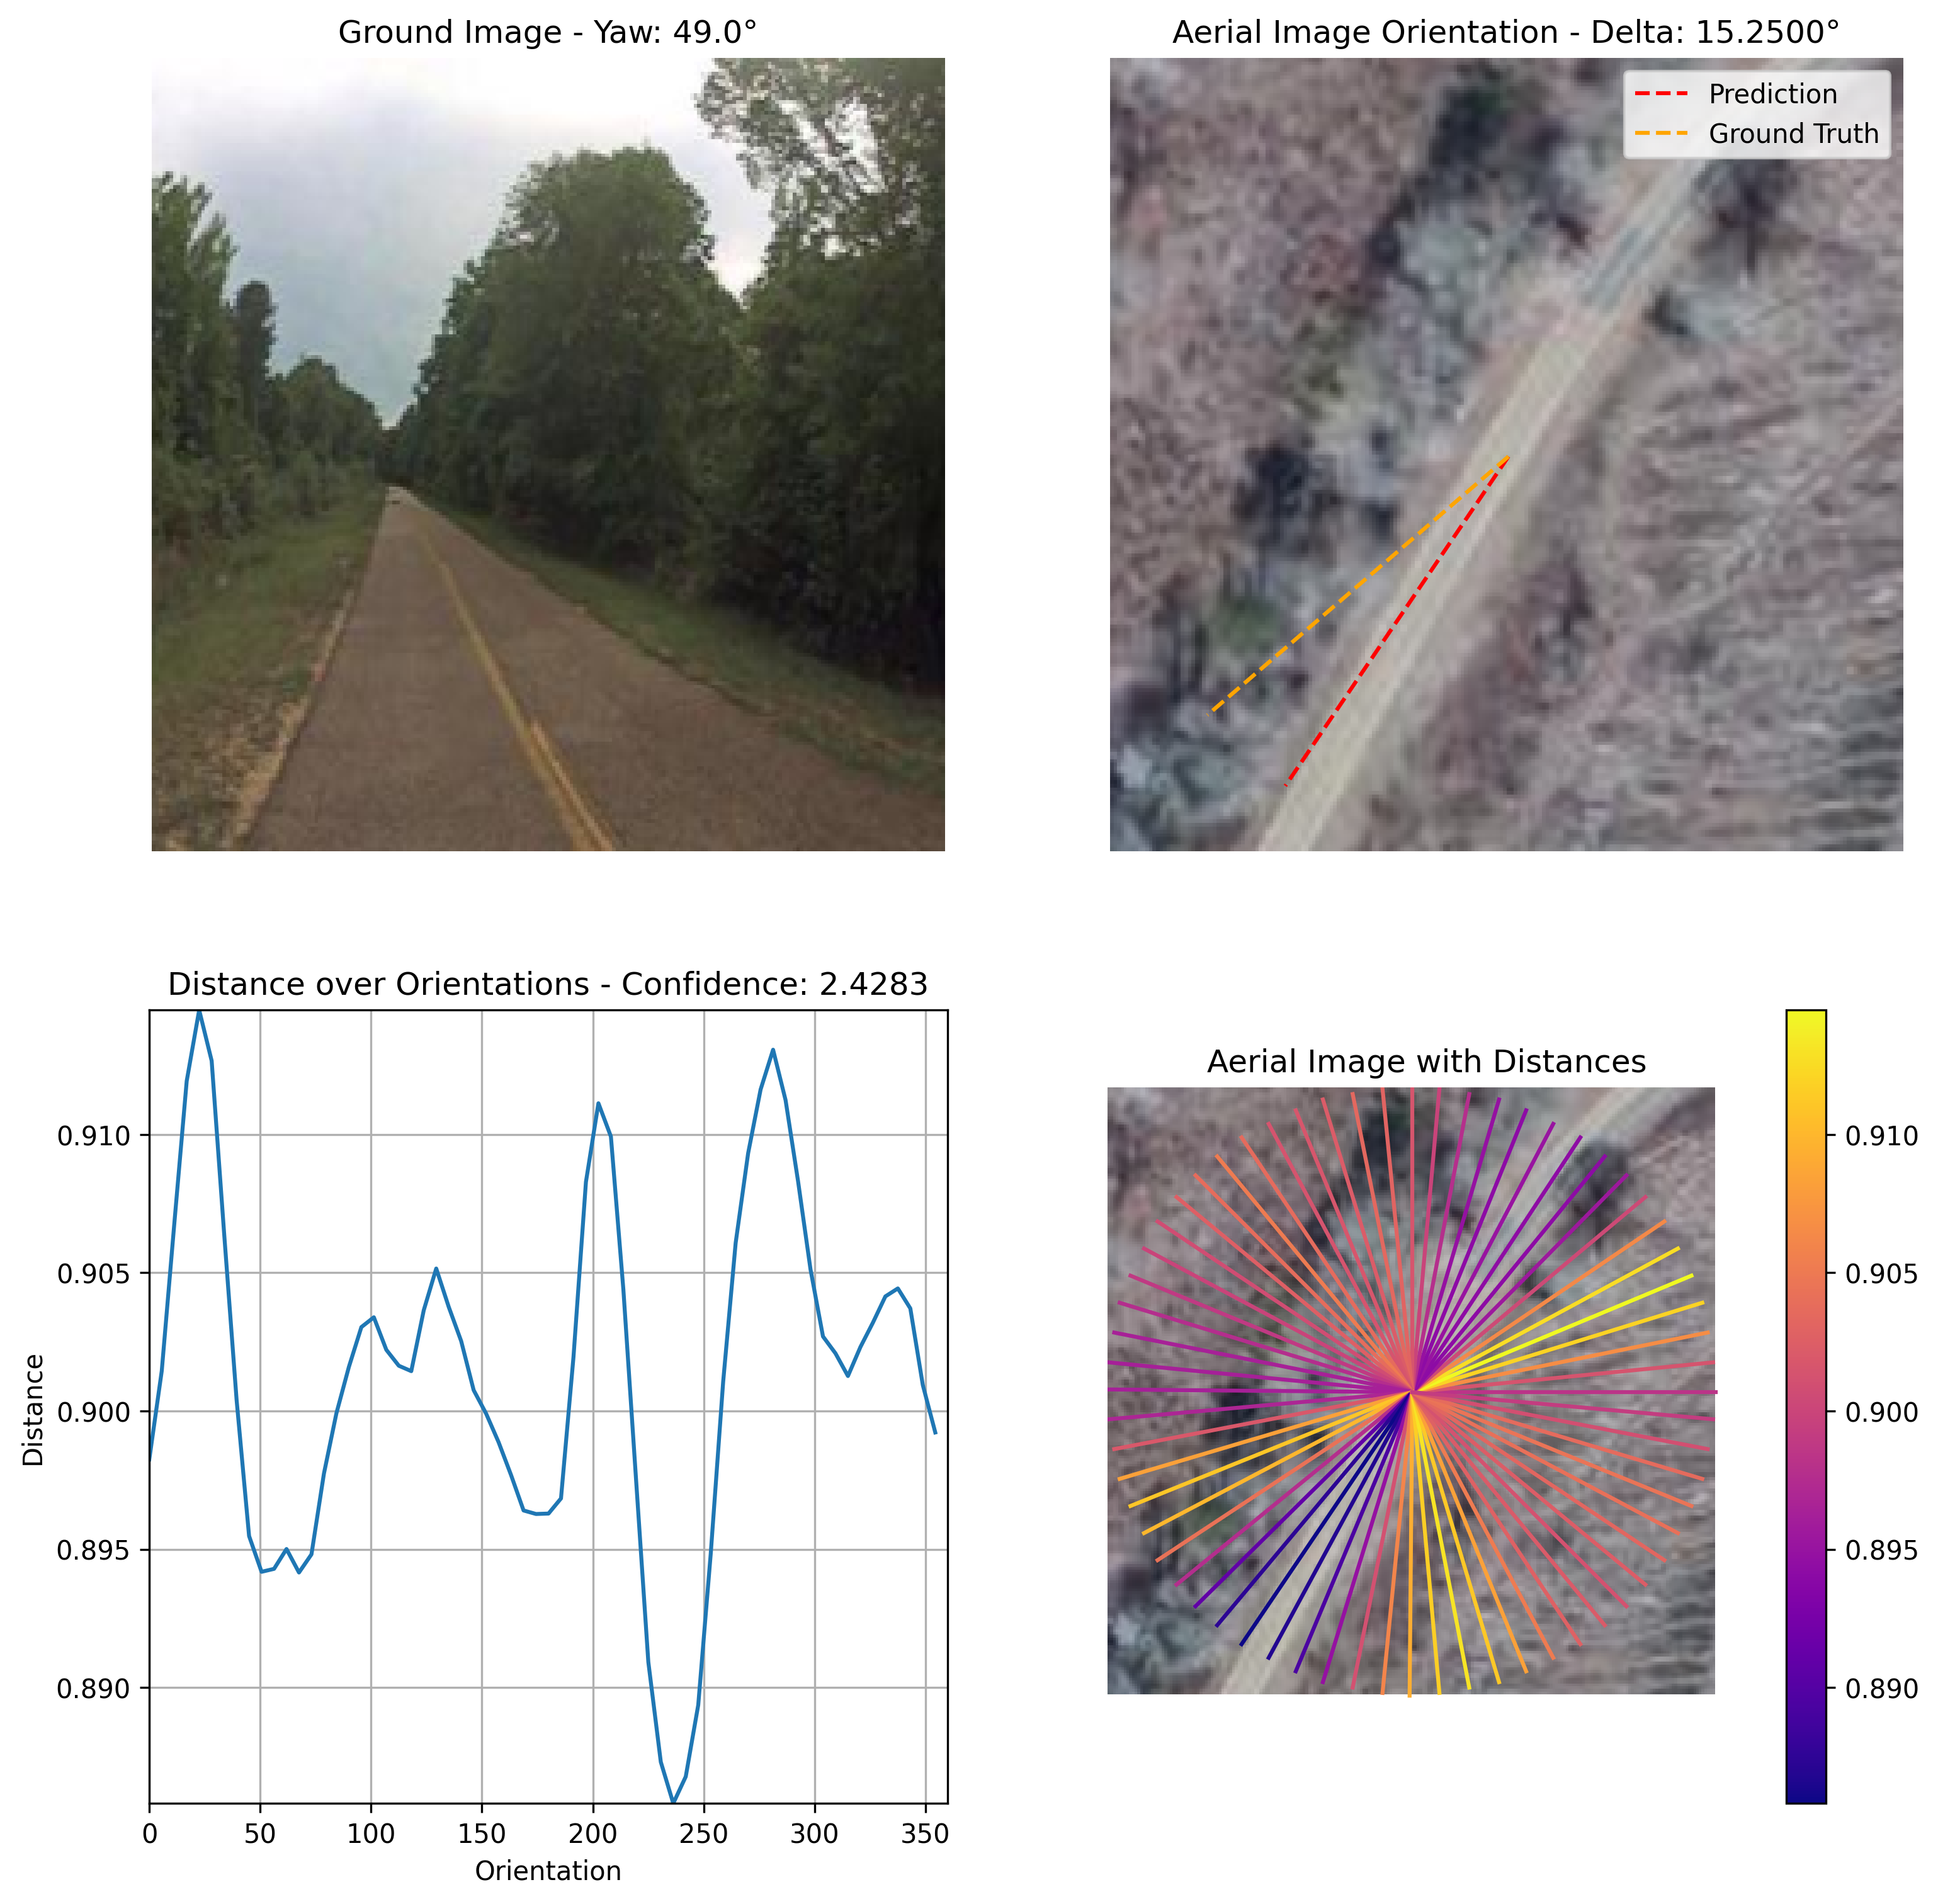 Ground Image - Yaw: 49.0°
Aerial Image Orientation - Delta: 15.2500°
Prediction
Ground Truth
Distance over Orientations - Confidence: 2.4283
Distance
0.910
0.905
0.900
0.895
0.890
0
50
100
150
200
250
300
350
Orientation
Aerial Image with Distances
0.910
0.905
0.900
0.895
0.890